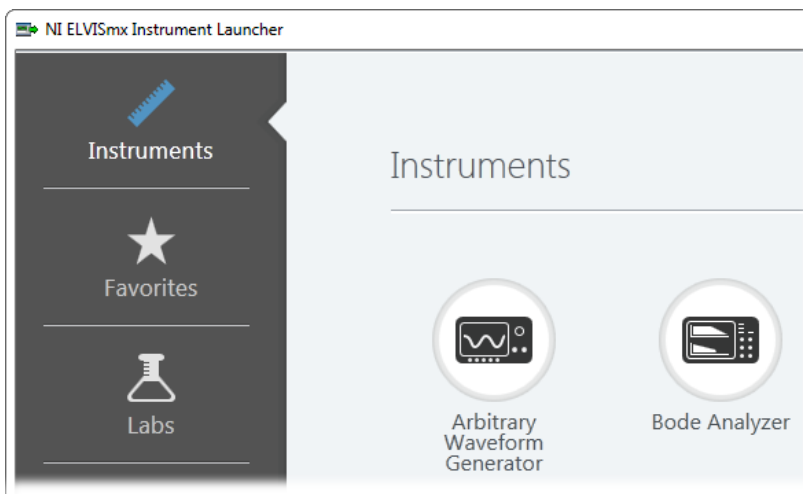 NI ELVISmx Instrument Launcher
Instruments
Favorites
Labs
Instruments
Arbitrary
Waveform
Generator
Bode Analyzer